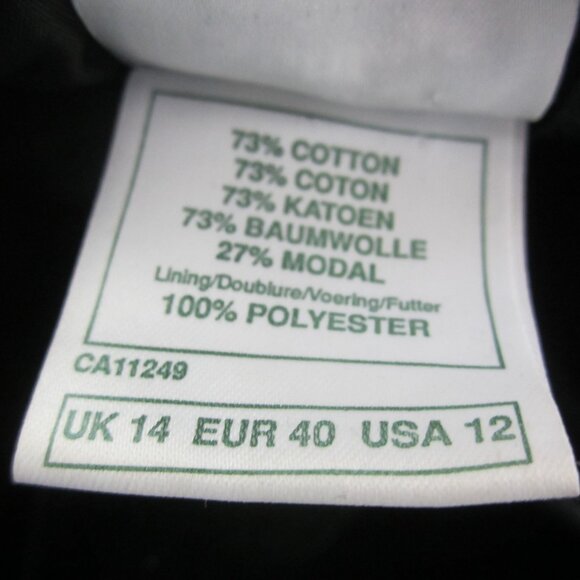 73% COTTON
73% COTON
73% KATOEN
73% BAUMWOLLE
27% MODAL
Lining/Doublure/Voering/Futter
100% POLYESTER
CA11249
UK 14 EUR 40 USA 12